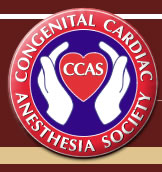 CONGENITAL CARDIAC
CCAS
ANESTHESIA SOCIETY